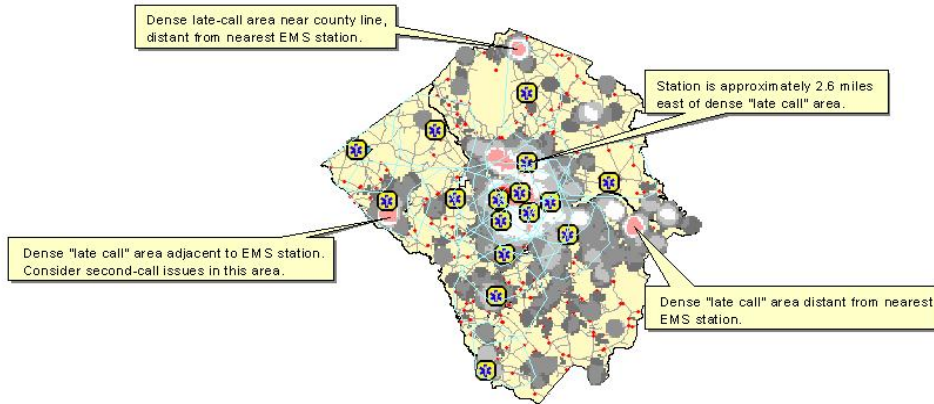 Dense late-call area near county line,
distant from nearest EMS station.
Station is approximately 2.6 miles
east of dense "late call" area.
Dense "late call" area adjacent to EMS station.
Consider second-call issues in this area.
Dense "late call" area distant from nearest
EMS station.